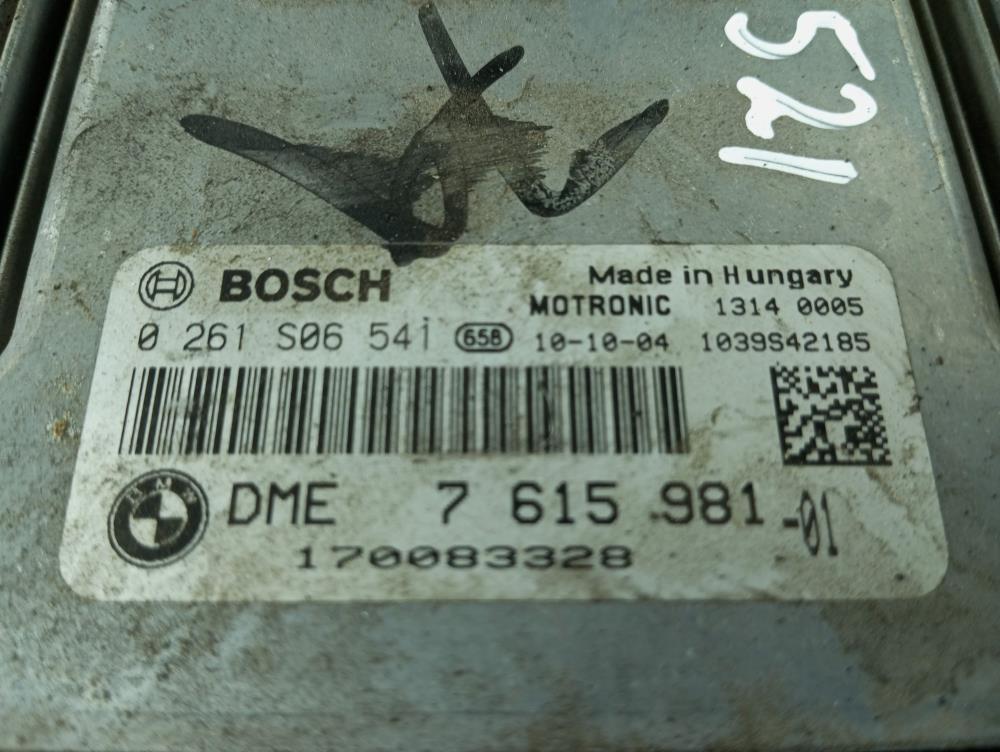 521
BOSCH Made in Hungary
MOTRONIC 1314 0005
0 261 S06 541 658 10-10-04 1039S42185
BMW DME 7 615 981 -01
170083328